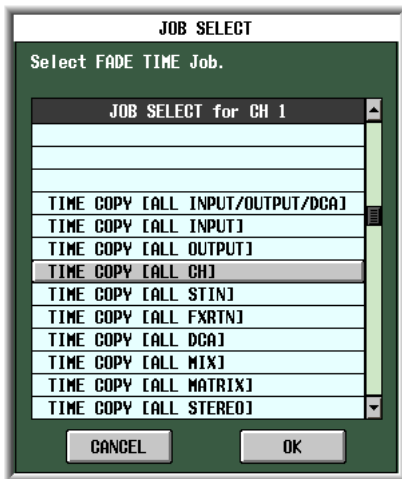 JOB SELECT
Select FADE TIME Job.
JOB SELECT for CH 1
TIME COPY [ALL INPUT/OUTPUT/DCA]
TIME COPY [ALL INPUT]
TIME COPY [ALL OUTPUT]
TIME COPY [ALL CH]
TIME COPY [ALL STIN]
TIME COPY [ALL FXRTN]
TIME COPY [ALL DCA]
TIME COPY [ALL MIX]
TIME COPY [ALL MATRIX]
TIME COPY [ALL STEREO]
CANCEL OK